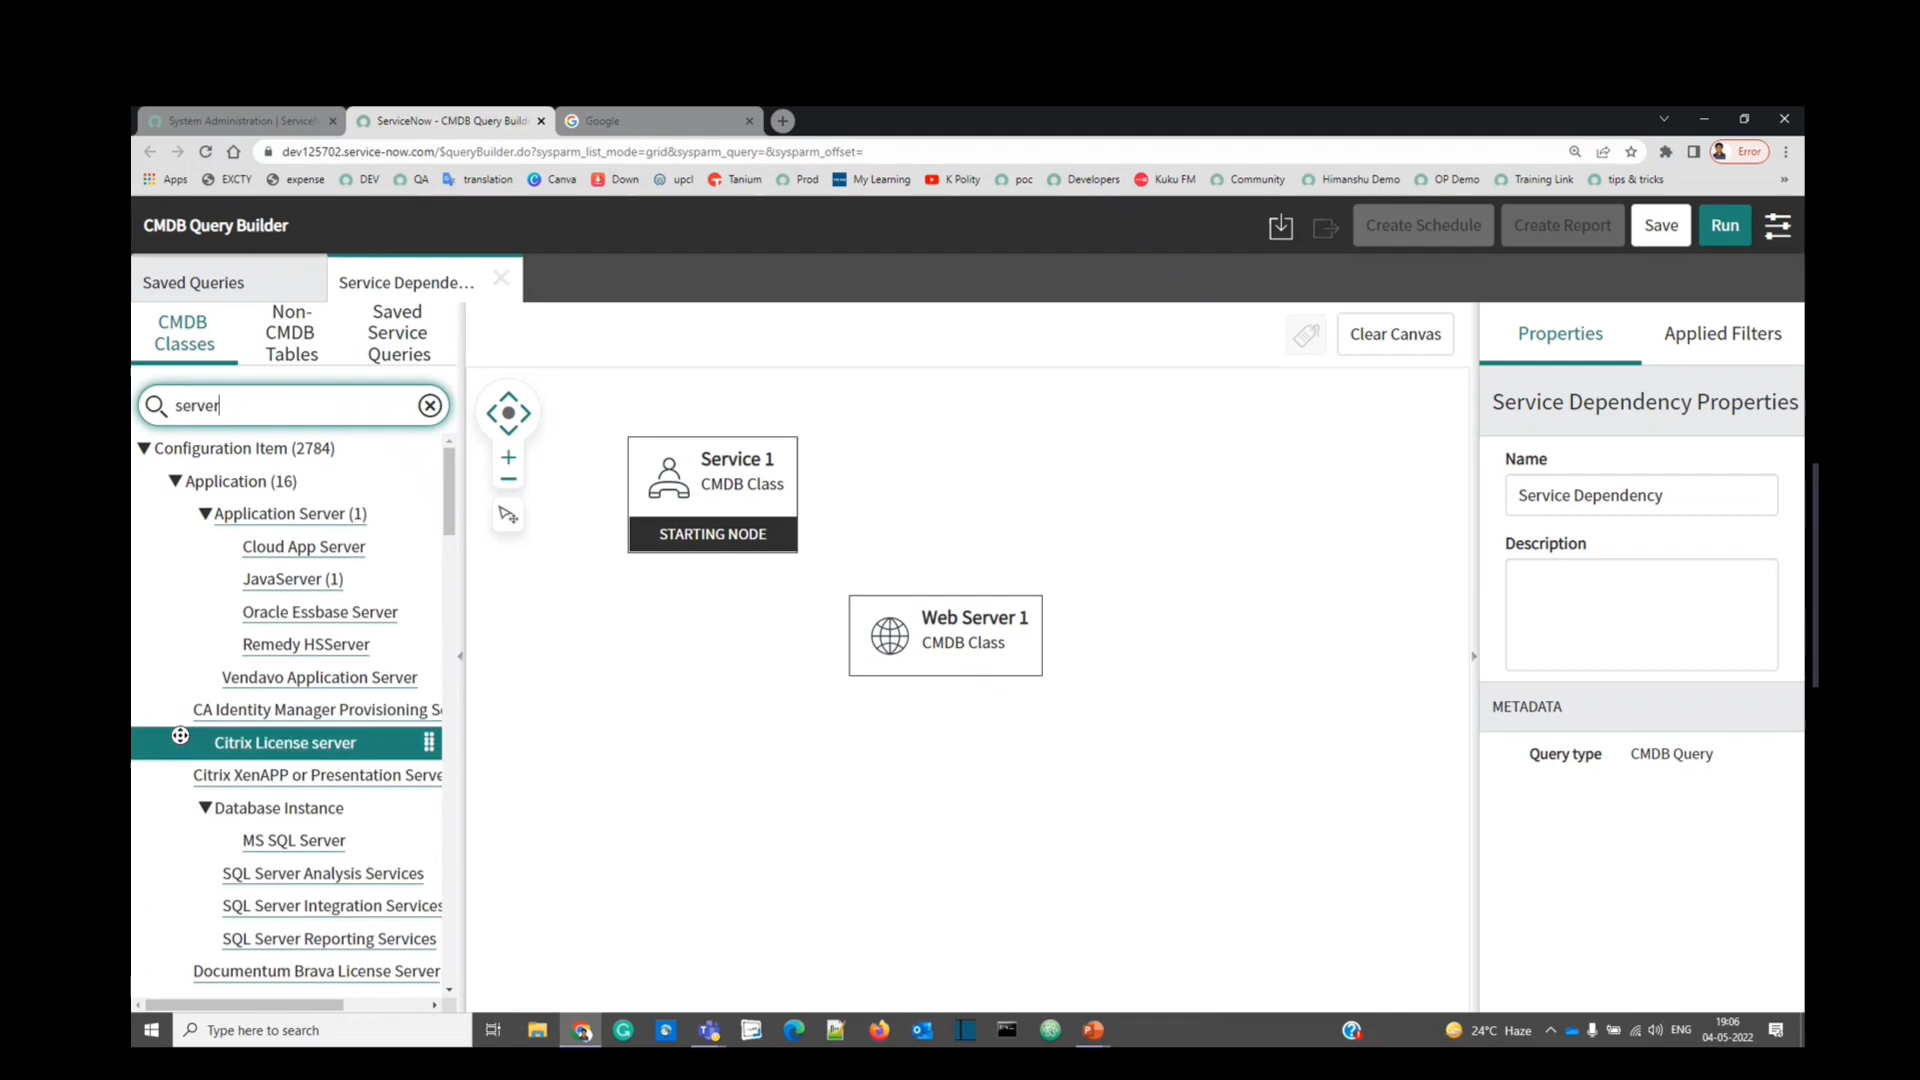 System Administration | ServiceN
ServiceNow - CMDB Query Build
Google
dev125702.service-now.com/$queryBuilder.do?sysparm_list_mode=grid&sysparm_query=&sysparm_offset=
Error
Apps
EXCTY
expense
DEV
QA
translation
Canva
Down
upcl
Tanium
Prod
My Learning
K Polity
poc
Developers
Kuku FM
Community
Himanshu Demo
OP Demo
Training Link
tips & tricks
»
CMDB Query Builder
Create Schedule
Create Report
Save
Run
Saved Queries
Service Depende...
CMDB
Classes
Non-
CMDB
Tables
Saved
Service
Queries
Clear Canvas
Properties
Applied Filters
server
Configuration Item (2784)
Application (16)
Application Server (1)
Cloud App Server
JavaServer (1)
Oracle Essbase Server
Remedy HSServer
Vendavo Application Server
CA Identity Manager Provisioning Se
Citrix License server
Citrix XenAPP or Presentation Serve
Database Instance
MS SQL Server
SQL Server Analysis Services
SQL Server Integration Services
SQL Server Reporting Services
Documentum Brava License Server
Service 1
CMDB Class
STARTING NODE
Web Server 1
CMDB Class
Service Dependency Properties
Name
Service Dependency
Description
METADATA
Query type
CMDB Query
Type here to search
24°C Haze
ENG
19:06
04-05-2022